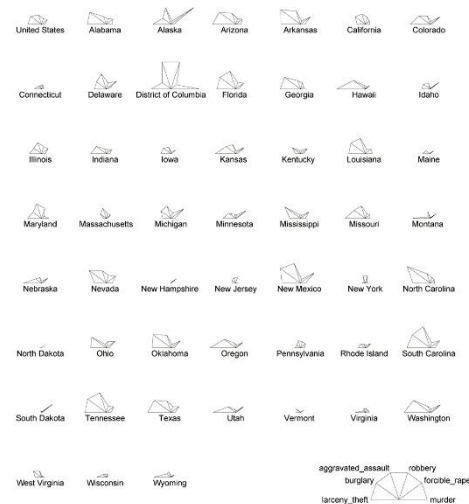 United States Alabama Alaska Arizona Arkansas California Colorado
Connecticut Delaware District of Columbia Florida Georgia Hawaii Idaho
Illinois Indiana Iowa Kansas Kentucky Louisiana Maine
Maryland Massachusetts Michigan Minnesota Mississippi Missouri Montana
Nebraska Nevada New Hampshire New Jersey New Mexico New York North Carolina
North Dakota Ohio Oklahoma Oregon Pennsylvania Rhode Island South Carolina
South Dakota Tennessee Texas Utah Vermont Virginia Washington
West Virginia Wisconsin Wyoming
aggravated_assault robbery
burglary forcible_rape
larceny_theft murder